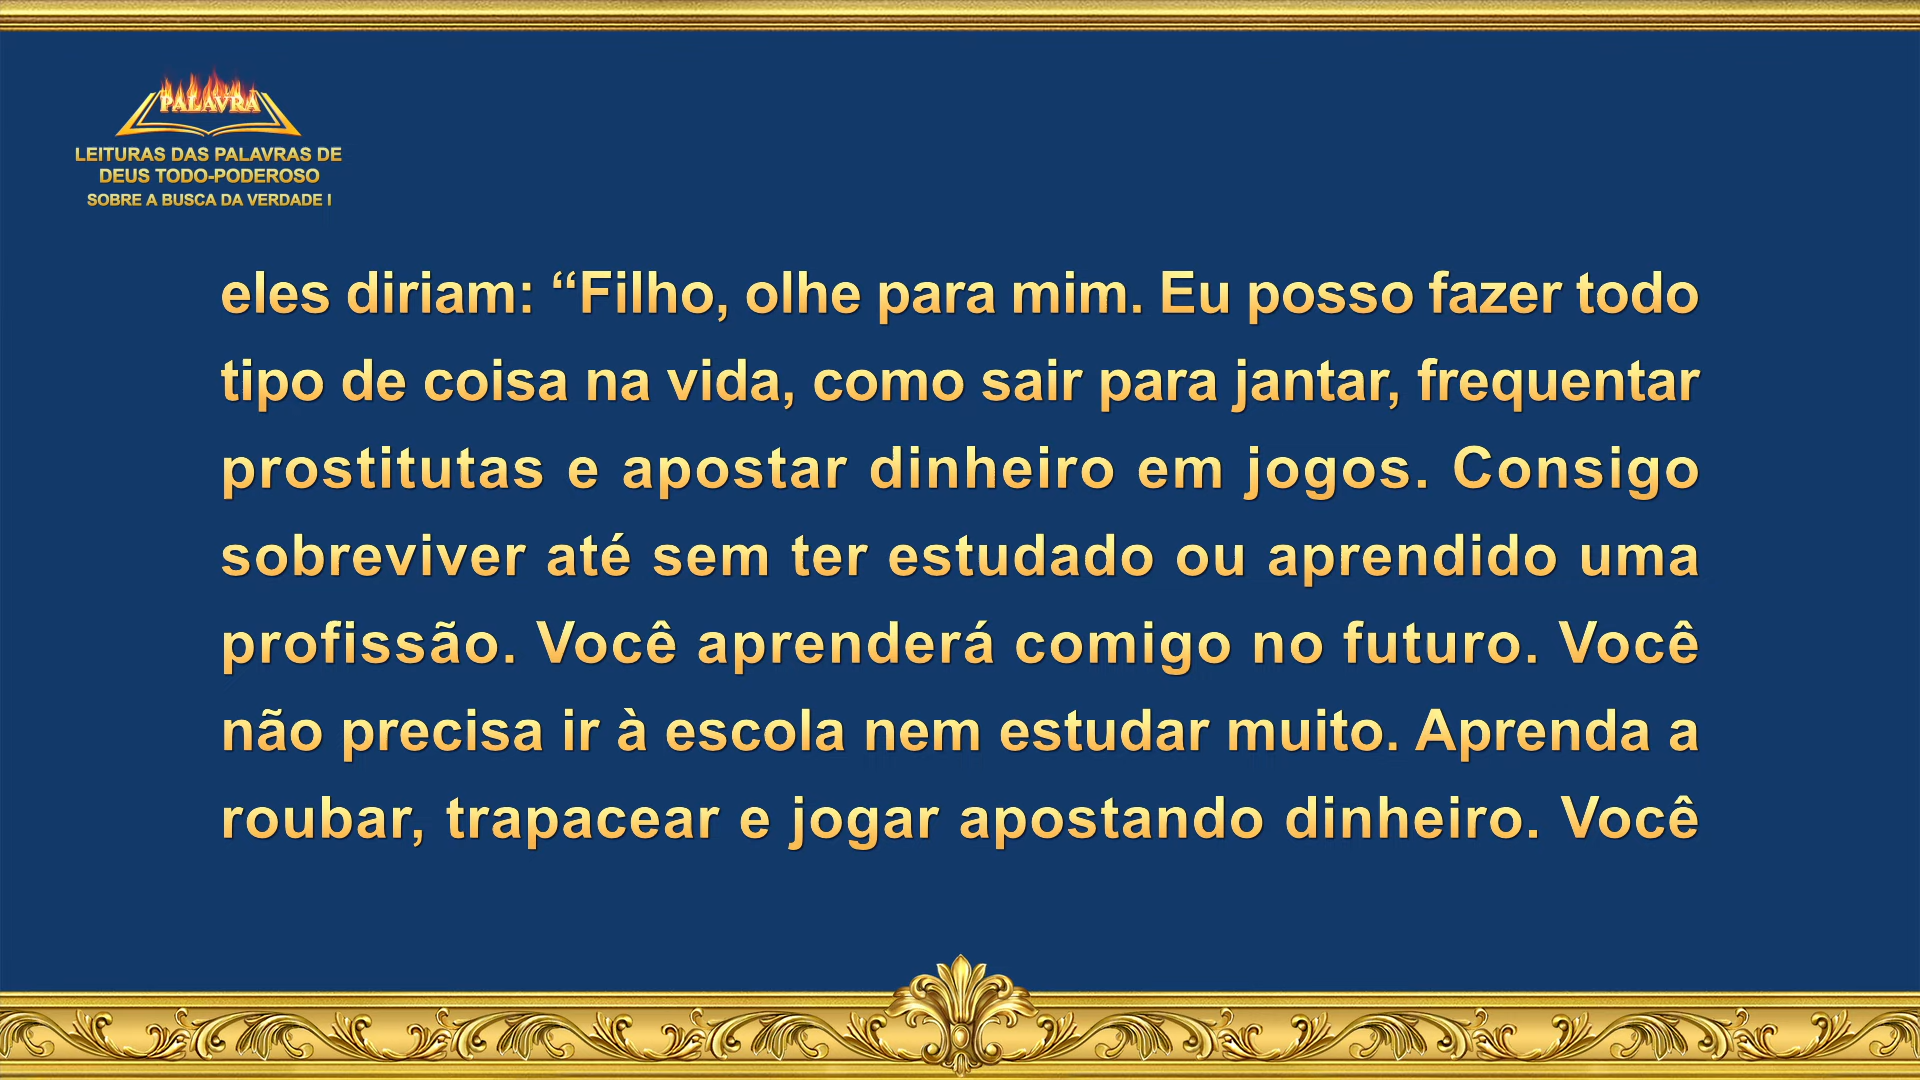 PALAVRA
LEITURAS DAS PALAVRAS DE
DEUS TODO-PODEROSO
SOBRE A BUSCA DA VERDADE I
eles diriam: “Filho, olhe para mim. Eu posso fazer todo
tipo de coisa na vida, como sair para jantar, frequentar
prostitutas e apostar dinheiro em jogos. Consigo
sobreviver até sem ter estudado ou aprendido uma
profissão. Você aprenderá comigo no futuro. Você
não precisa ir à escola nem estudar muito. Aprenda a
roubar, trapacear e jogar apostando dinheiro. Você